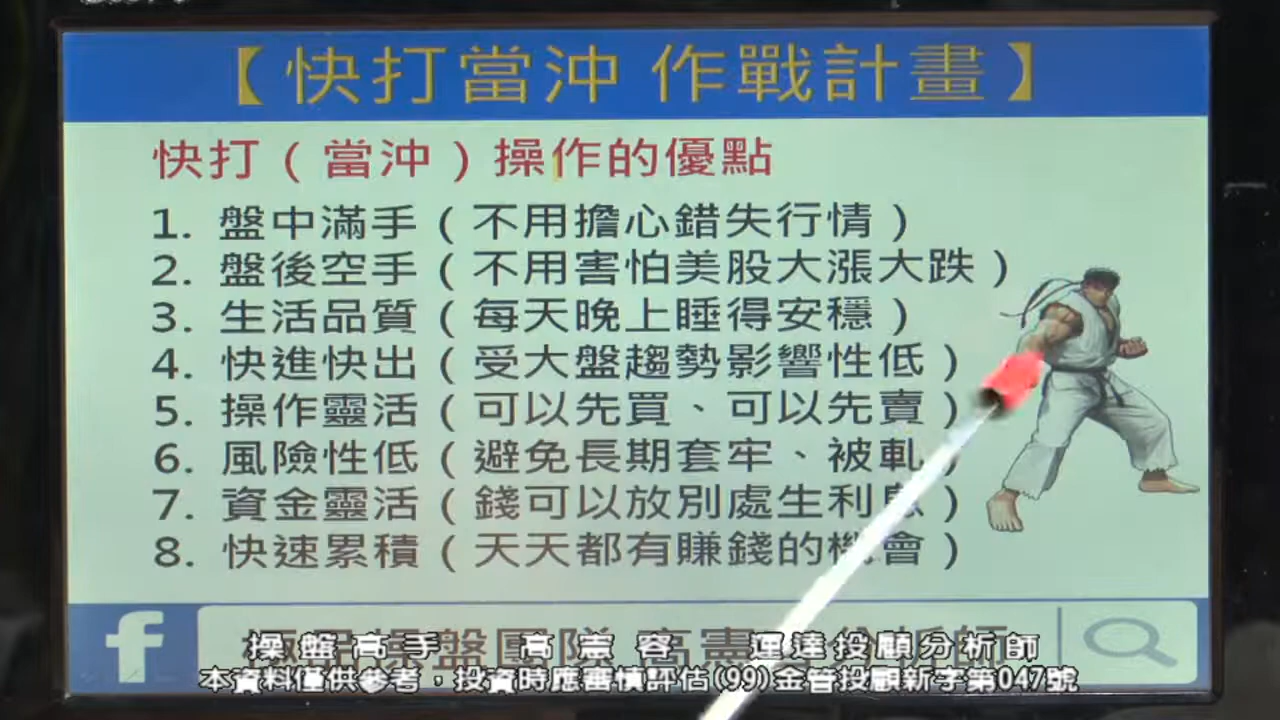 【快打當沖 作戰計畫】
快打（當沖）操作的優點
1. 盤中滿手（不用擔心錯失行情）
2. 盤後空手（不用害怕美股大漲大跌）
3. 生活品質（每天晚上睡得安穩）
4. 快進快出（受大盤趨勢影響性低）
5. 操作靈活（可以先買、可以先賣）
6. 風險性低（避免長期套牢、被軋）
7. 資金靈活（錢可以放別處生利息）
8. 快速累積（天天都有賺錢的機會）
f
操盤高手 高憲容 運達投顧分析師
本資料僅供參考，投資時應審慎評估(99)金管投顧新字第047號